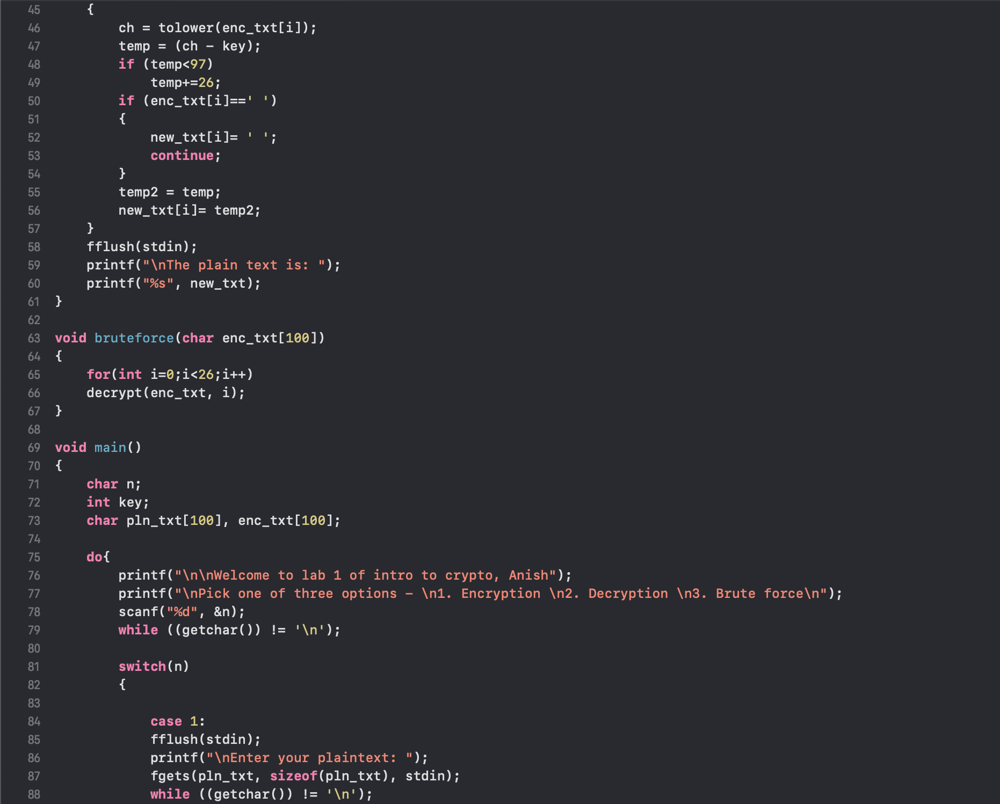 45 {
46 ch = tolower(enc_txt[i]);
47 temp = (ch - key);
48 if (temp<97)
49 temp+=26;
50 if (enc_txt[i]==' ')
51 {
52 new_txt[i]= ' ';
53 continue;
54 }
55 temp2 = temp;
56 new_txt[i]= temp2;
57 }
58 fflush(stdin);
59 printf("\nThe plain text is: ");
60 printf("%s", new_txt);
61 }
62
63 void bruteforce(char enc_txt[100])
64 {
65 for(int i=0;i<26;i++)
66 decrypt(enc_txt, i);
67 }
68
69 void main()
70 {
71 char n;
72 int key;
73 char pln_txt[100], enc_txt[100];
74
75 do{
76 printf("\n\nWelcome to lab 1 of intro to crypto, Anish");
77 printf("\nPick one of three options - \n1. Encryption \n2. Decryption \n3. Brute force\n");
78 scanf("%d", &n);
79 while ((getchar()) != '\n');
80
81 switch(n)
82 {
83
84 case 1:
85 fflush(stdin);
86 printf("\nEnter your plaintext: ");
87 fgets(pln_txt, sizeof(pln_txt), stdin);
88 while ((getchar()) != '\n');